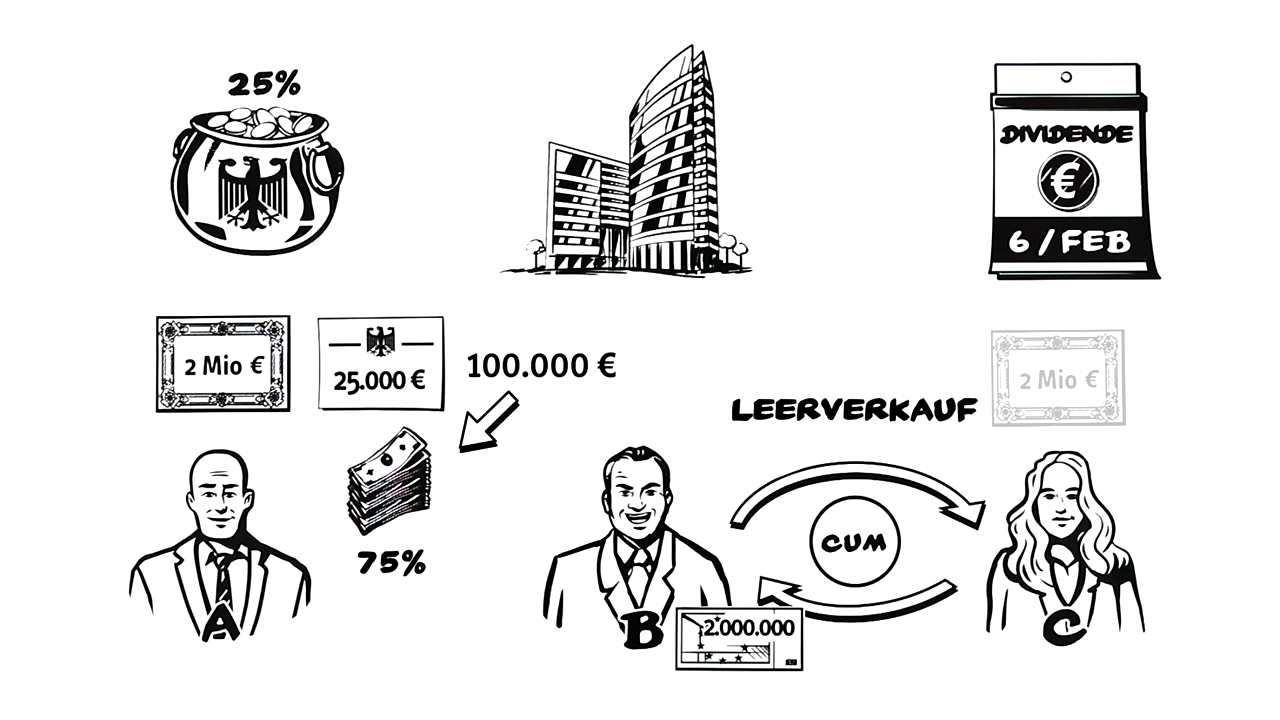 25%
DIVIDENDE
€
6 / FEB
2 Mio €
25.000 €
100.000 €
2 Mio €
LEERVERKAUF
75%
CUM
A
B
2.000.000
C